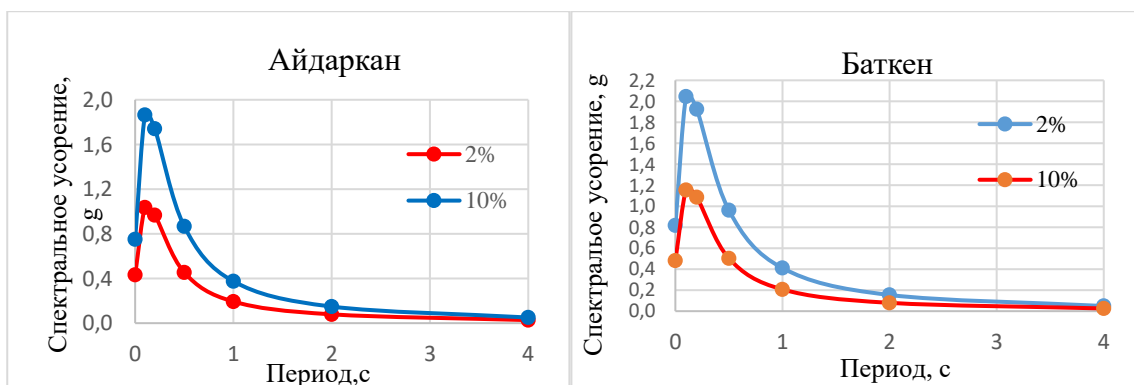 Айдаркан
Спектральное усорение,
g
2,0
1,6
1,2
0,8
0,4
0,0
0 1 2 3 4
Период,с
2%
10%
Баткен
Спектральое усорение, g
2,2
2,0
1,8
1,6
1,4
1,2
1,0
0,8
0,6
0,4
0,2
0,0
0 1 2 3 4
Период, с
2%
10%